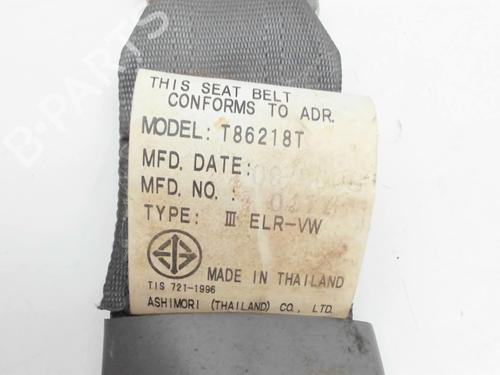 THIS SEAT BELT
CONFORMS TO ADR.
MODEL: T86218T
MFD. DATE:
MFD. NO. :
TYPE: III ELR-VW
MADE IN THAILAND
TIS 721-1996
ASHIMORI (THAILAND) CO., LTD.
B-PARTS